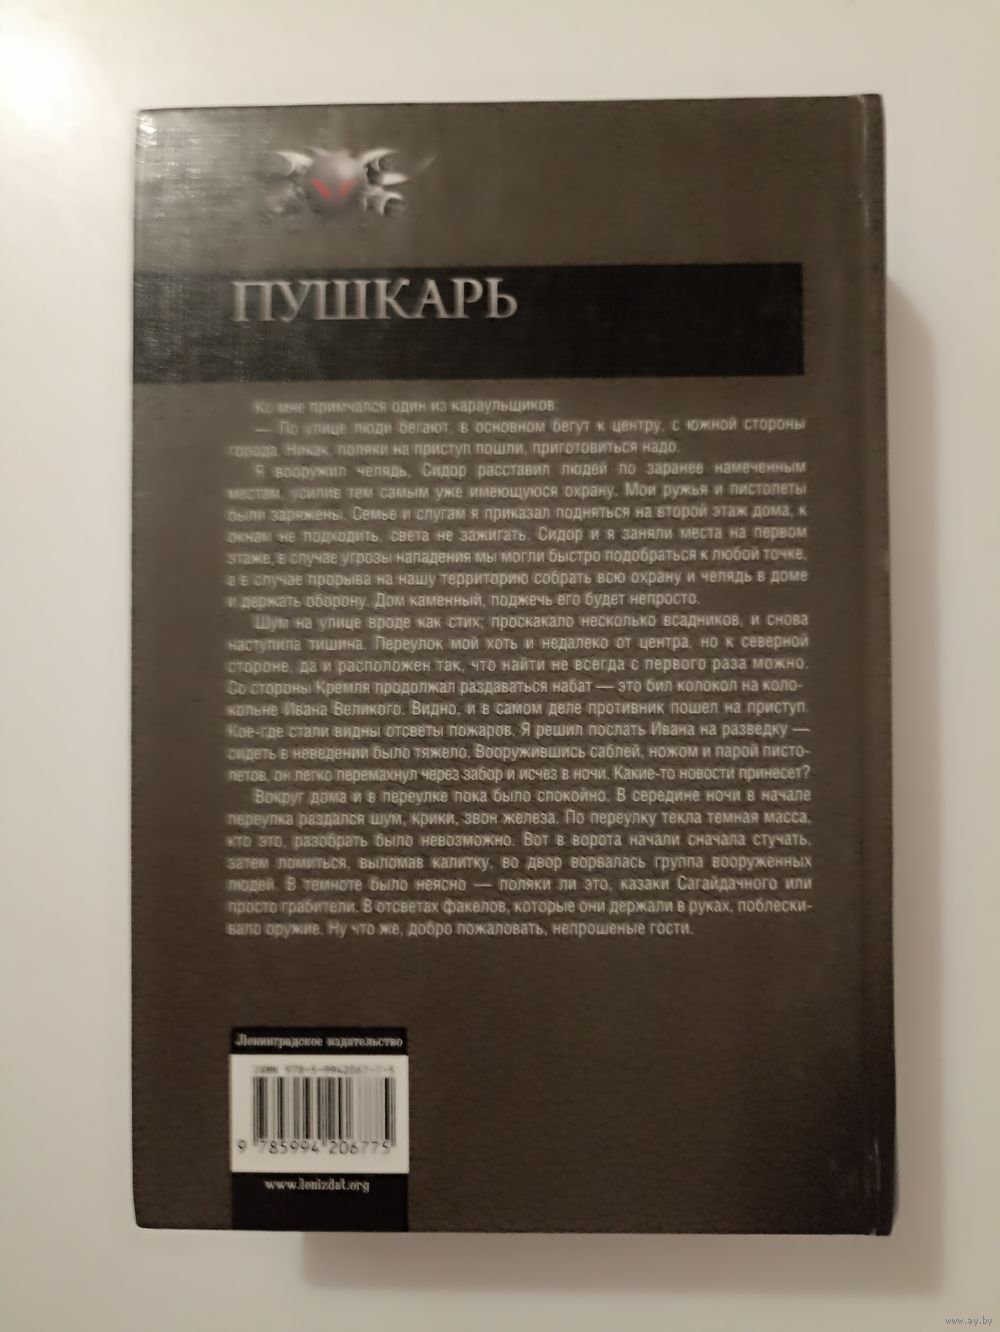 ПУШКАРЬ
Ко мне примчался один из караульщиков:
— По улице люди бегают, в основном бегут к центру, с южной стороны
города. Никак, поляки на приступ пошли, приготовиться надо.
Я вооружил челядь, Сидор расставил людей по заранее намеченным
местам, усилив тем самым уже имеющуюся охрану. Мои ружья и пистолеты
были заряжены. Семье и слугам я приказал подняться на второй этаж дома, к
окнам не подходить, света не зажигать. Сидор и я заняли места на первом
этаже, в случае угрозы нападения мы могли быстро подобраться к любой точке,
а в случае прорыва на нашу территорию собрать всю охрану и челядь в доме
и держать оборону. Дом каменный, поджечь его будет непросто.
Шум на улице вроде как стих; проскакало несколько всадников, и снова
наступила тишина. Переулок мой хоть и недалеко от центра, но к северной
стороне, да и расположен так, что найти не всегда с первого раза можно.
Со стороны Кремля продолжал раздаваться набат — это бил колокол на коло-
кольне Ивана Великого. Видно, и в самом деле противник пошел на приступ.
Кое-где стали видны отсветы пожаров. Я решил послать Ивана на разведку —
сидеть в неведении было тяжело. Вооружившись саблей, ножом и парой писто-
летов, он легко перемахнул через забор и исчез в ночи. Какие-то новости принесет?
Вокруг дома и в переулке пока было спокойно. В середине ночи в начале
переулка раздался шум, крики, звон железа. По переулку текла темная масса,
кто это, разобрать было невозможно. Вот в ворота начали сначала стучать,
затем ломиться, выломав калитку, во двор ворвалась группа вооруженных
людей. В темноте было неясно — поляки ли это, казаки Сагайдачного или
просто грабители. В отсветах факелов, которые они держали в руках, поблески-
вало оружие. Ну что же, добро пожаловать, непрошеные гости.
Ленинградское издательство
ISBN 978-5-9942067-7-5
9 785994 206775
www.lenizdat.org
www.ay.by